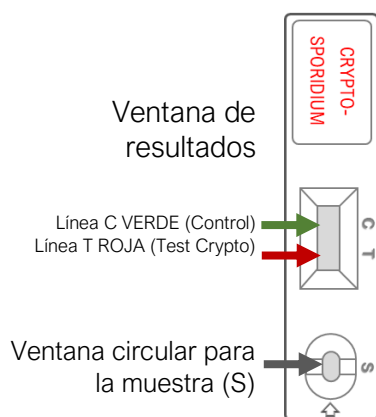 CRYPTO-
SPORIDIUM
Ventana de
resultados
Línea C VERDE (Control)
Línea T ROJA (Test Crypto)
C
T
Ventana circular para
la muestra (S)
S